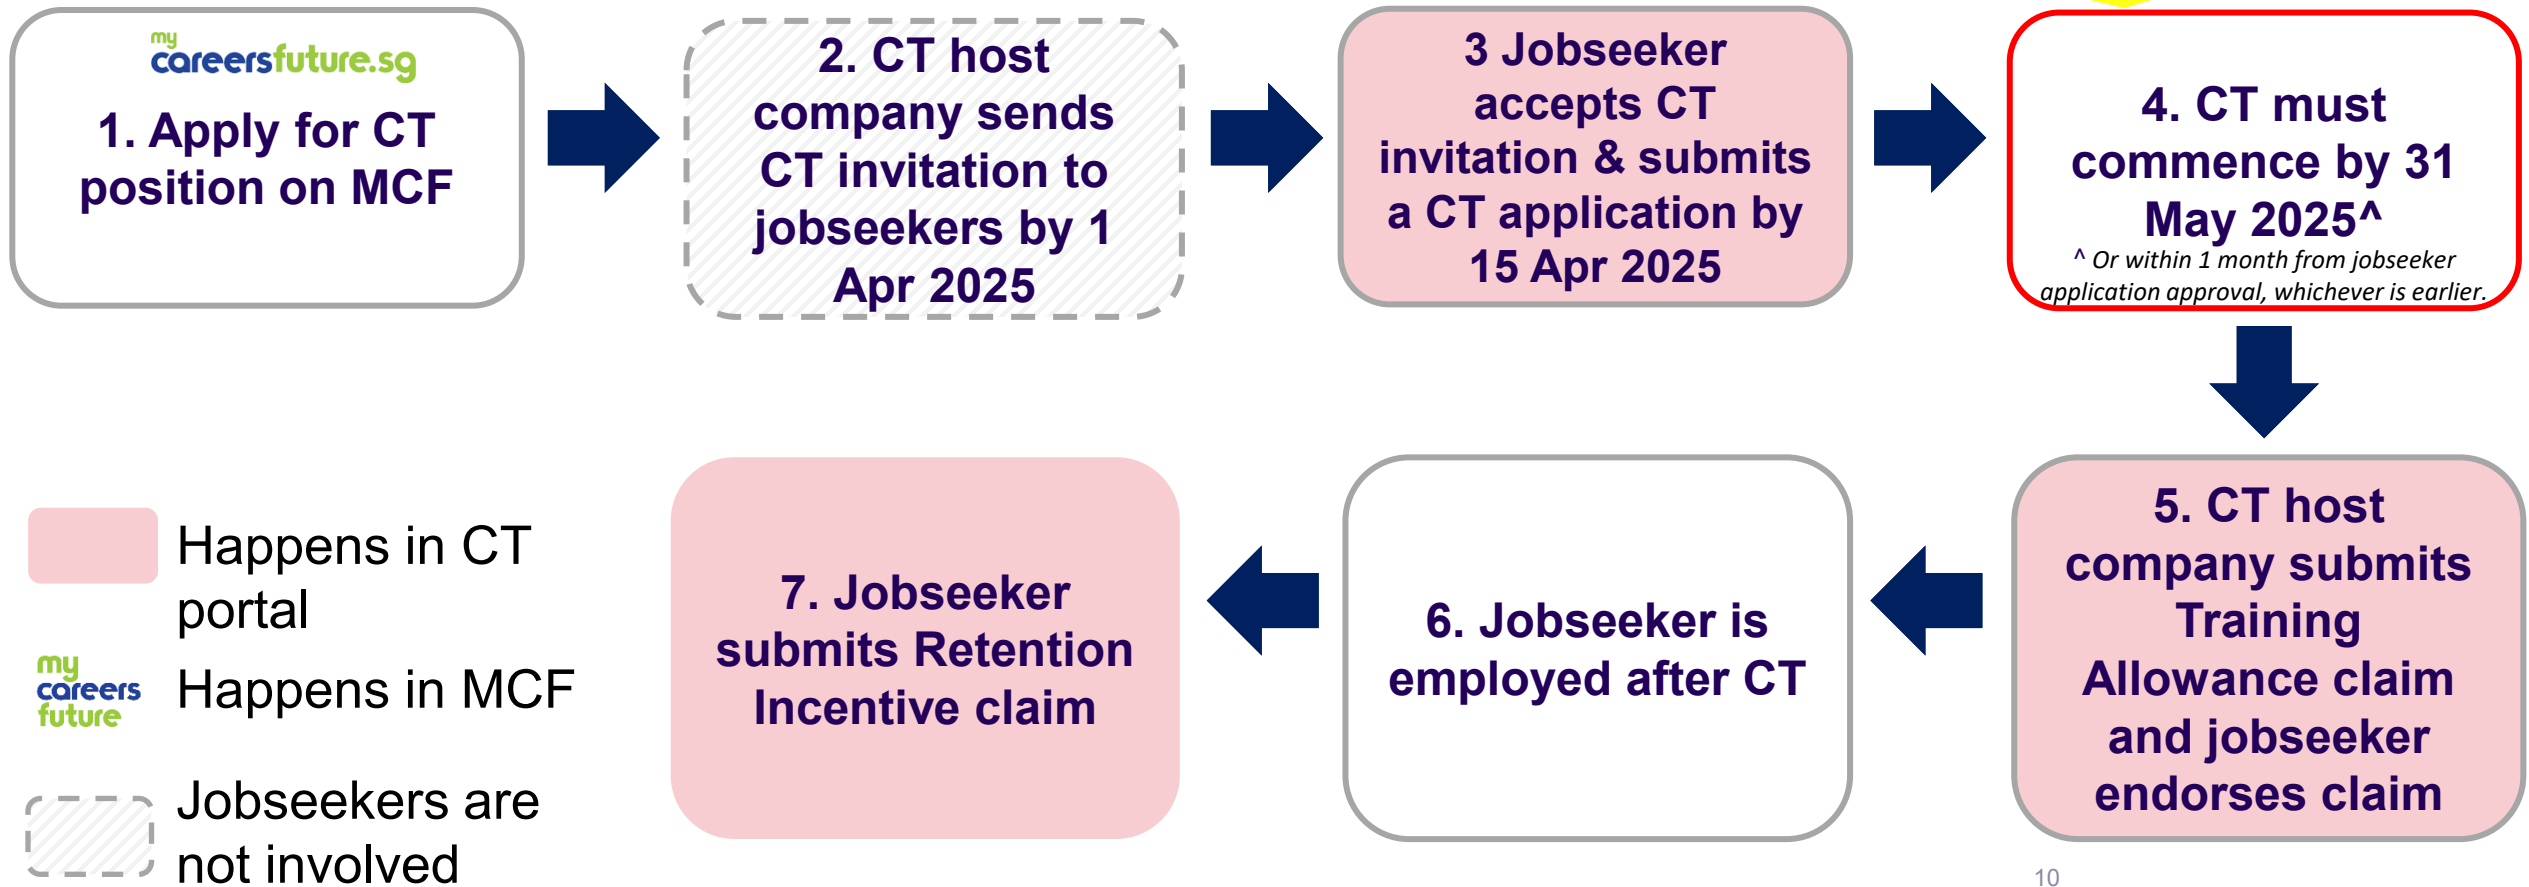 my
careersfuture.sg
1. Apply for CT
position on MCF
2. CT host
company sends
CT invitation to
jobseekers by 1
Apr 2025
3 Jobseeker
accepts CT
invitation & submits
a CT application by
15 Apr 2025
4. CT must
commence by 31
May 2025^
^ Or within 1 month from jobseeker
application approval, whichever is earlier.
5. CT host
company submits
Training
Allowance claim
and jobseeker
endorses claim
6. Jobseeker is
employed after CT
7. Jobseeker
submits Retention
Incentive claim
Happens in CT
portal
my
careers
future
Happens in MCF
Jobseekers are
not involved
10